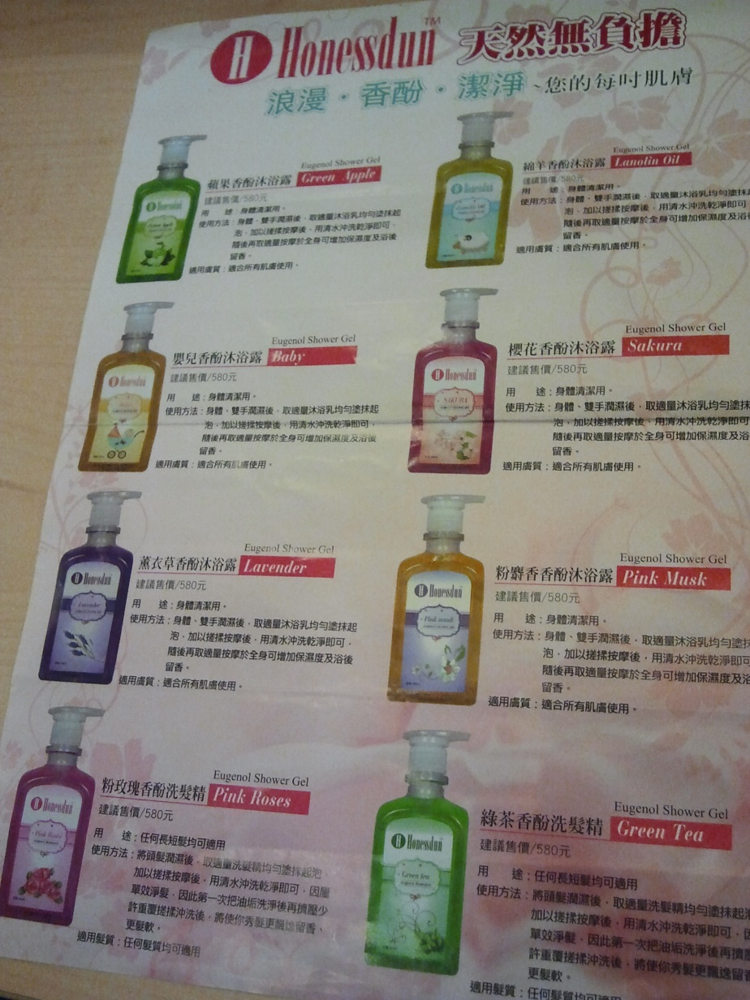 Honessdun™ 天然無負擔
浪漫·香酚·潔淨~您的每吋肌膚
Eugenol Shower Gel
蘋果香酚沐浴露 Green Apple
建議售價/580元
用 途:身體清潔用。
使用方法:身體、雙手潤濕後,取適量沐浴乳均勻塗抹起
泡,加以搓揉按摩後,用清水沖洗乾淨即可,
隨後再取適量按摩於全身可增加保濕度及浴後
留香。
適用膚質:適合所有肌膚使用。
Eugenol Shower Gel
綿羊香酚沐浴露 Lanolin Oil
建議售價/580元
用 途:身體清潔用。
使用方法:身體、雙手潤濕後,取適量沐浴乳均勻塗抹起
泡,加以搓揉按摩後,用清水沖洗乾淨即可
隨後再取適量按摩於全身可增加保濕度及浴
留香。
適用膚質:適合所有肌膚使用。
Eugenol Shower Gel
嬰兒香酚沐浴露 Baby
建議售價/580元
用 途:身體清潔用。
使用方法:身體、雙手潤濕後,取適量沐浴乳均勻塗抹起
泡,加以搓揉按摩後,用清水沖洗乾淨即可,
隨後再取適量按摩於全身可增加保濕度及浴後
留香。
適用膚質:適合所有肌膚使用。
Eugenol Shower Gel
櫻花香酚沐浴露 Sakura
建議售價/580元
用 途:身體清潔用。
使用方法:身體、雙手潤濕後,取適量沐浴乳均勻塗抹
泡,加以搓揉按摩後,用清水沖洗乾淨即可
隨後再取適量按摩於全身可增加保濕度及浴
留香。
適用膚質:適合所有肌膚使用。
Eugenol Shower Gel
薰衣草香酚沐浴露 Lavender
建議售價/580元
用 途:身體清潔用。
使用方法:身體、雙手潤濕後,取適量沐浴乳均勻塗抹起
泡,加以搓揉按摩後,用清水沖洗乾淨即可,
隨後再取適量按摩於全身可增加保濕度及浴後
留香。
適用膚質:適合所有肌膚使用。
Eugenol Shower Gel
粉麝香香酚沐浴露 Pink Musk
建議售價/580元
用 途:身體清潔用。
使用方法:身體、雙手潤濕後,取適量沐浴乳均勻塗抹
泡,加以搓揉按摩後,用清水沖洗乾淨即可
隨後再取適量按摩於全身可增加保濕度及浴
留香。
適用膚質:適合所有肌膚使用。
Eugenol Shower Gel
粉玫瑰香酚洗髮精 Pink Roses
建議售價/580元
用 途:任何長短髮均可適用
使用方法:將頭髮潤濕後,取適量洗髮精均勻塗抹起泡
加以搓揉按摩後,用清水沖洗乾淨即可,因屬
單效淨髮,因此第一次把油垢洗淨後再擠壓少
許重覆搓揉沖洗後,將使你秀髮更飄逸留香、
更髮軟。
適用髮質:任何髮質均可適用
Eugenol Shower Gel
綠茶香酚洗髮精 Green Tea
建議售價/580元
用 途:任何長短髮均可適用
使用方法:將頭髮潤濕後,取適量洗髮精均勻塗抹起
加以搓揉按摩後,用清水沖洗乾淨即可,因
單效淨髮,因此第一次把油垢洗淨後再擠
許重覆搓揉沖洗後,將使你秀髮更飄逸留
更髮軟。
適用髮質:任何髮質均可適用